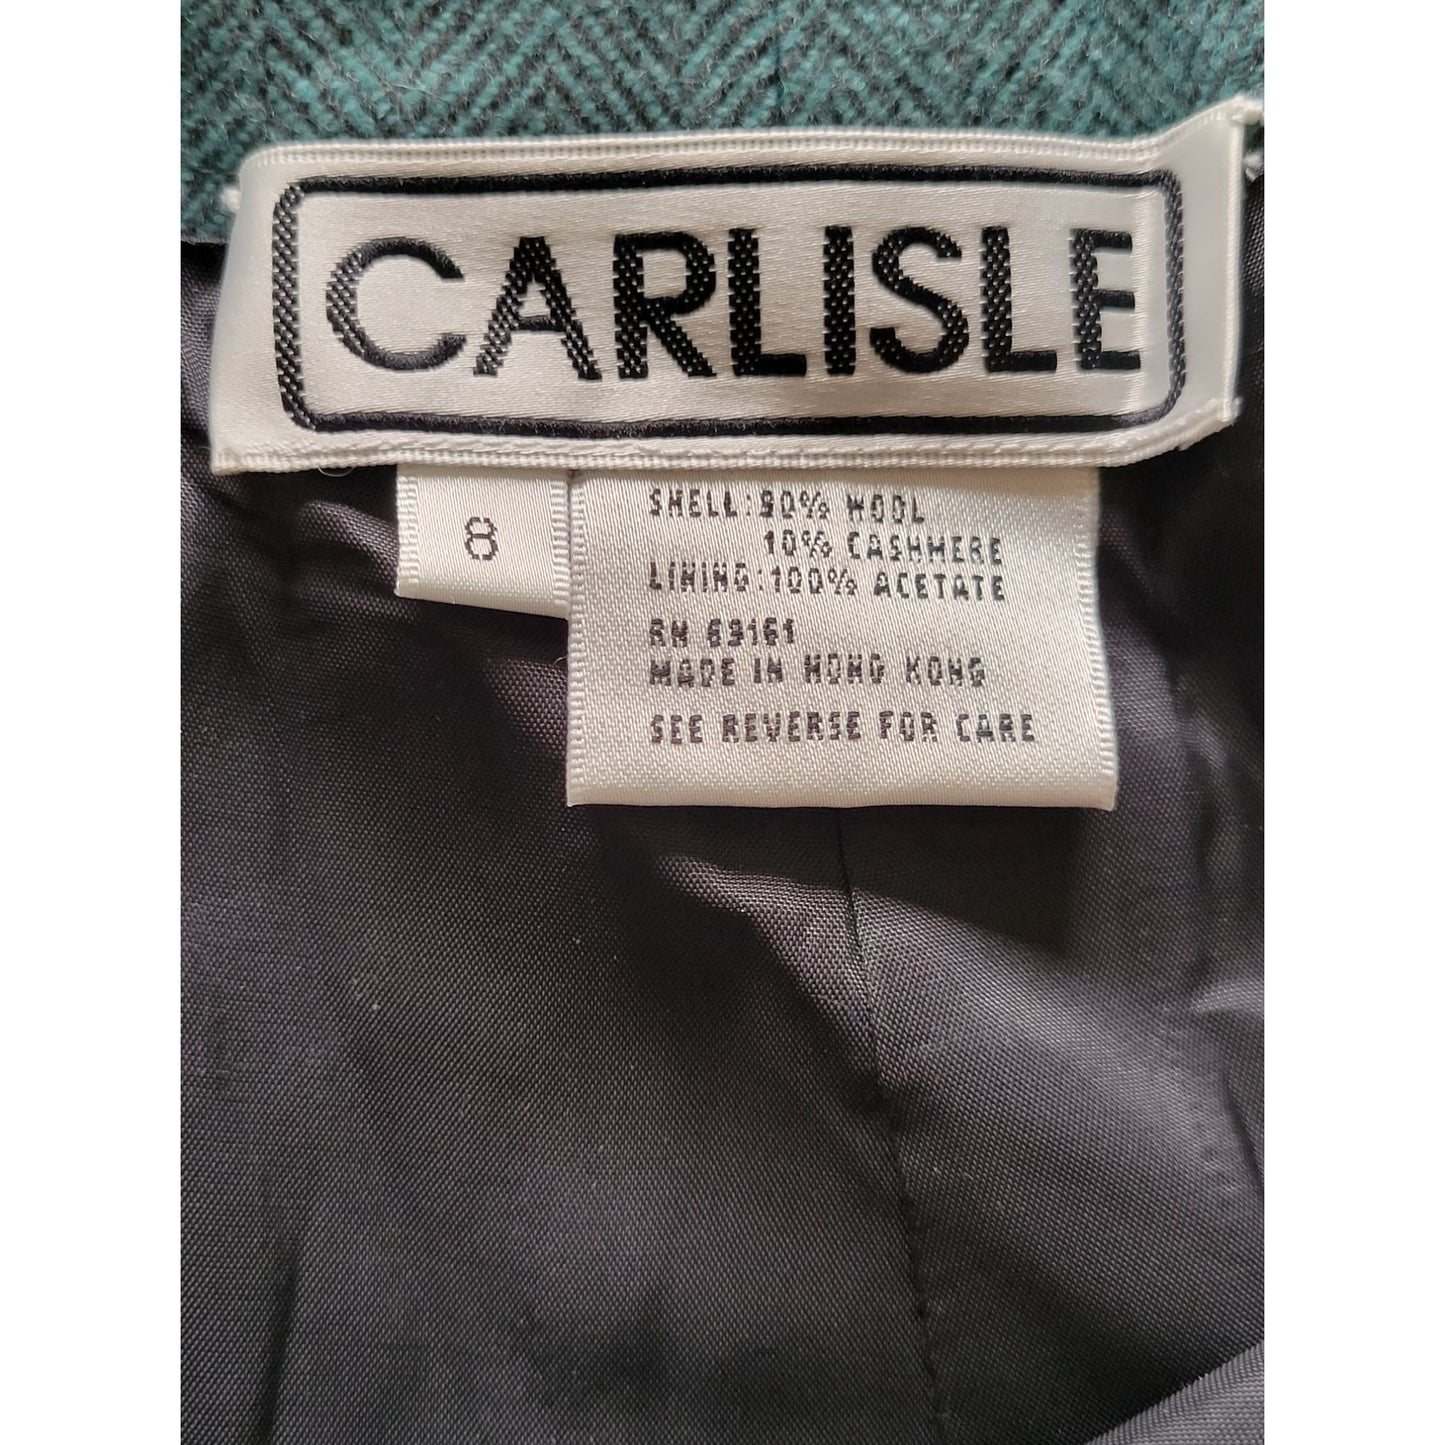 CARLISLE
8
SHELL: 90% WOOL
10% CASHMERE
LINING: 100% ACETATE
RN 69161
MADE IN HONG KONG
SEE REVERSE FOR CARE